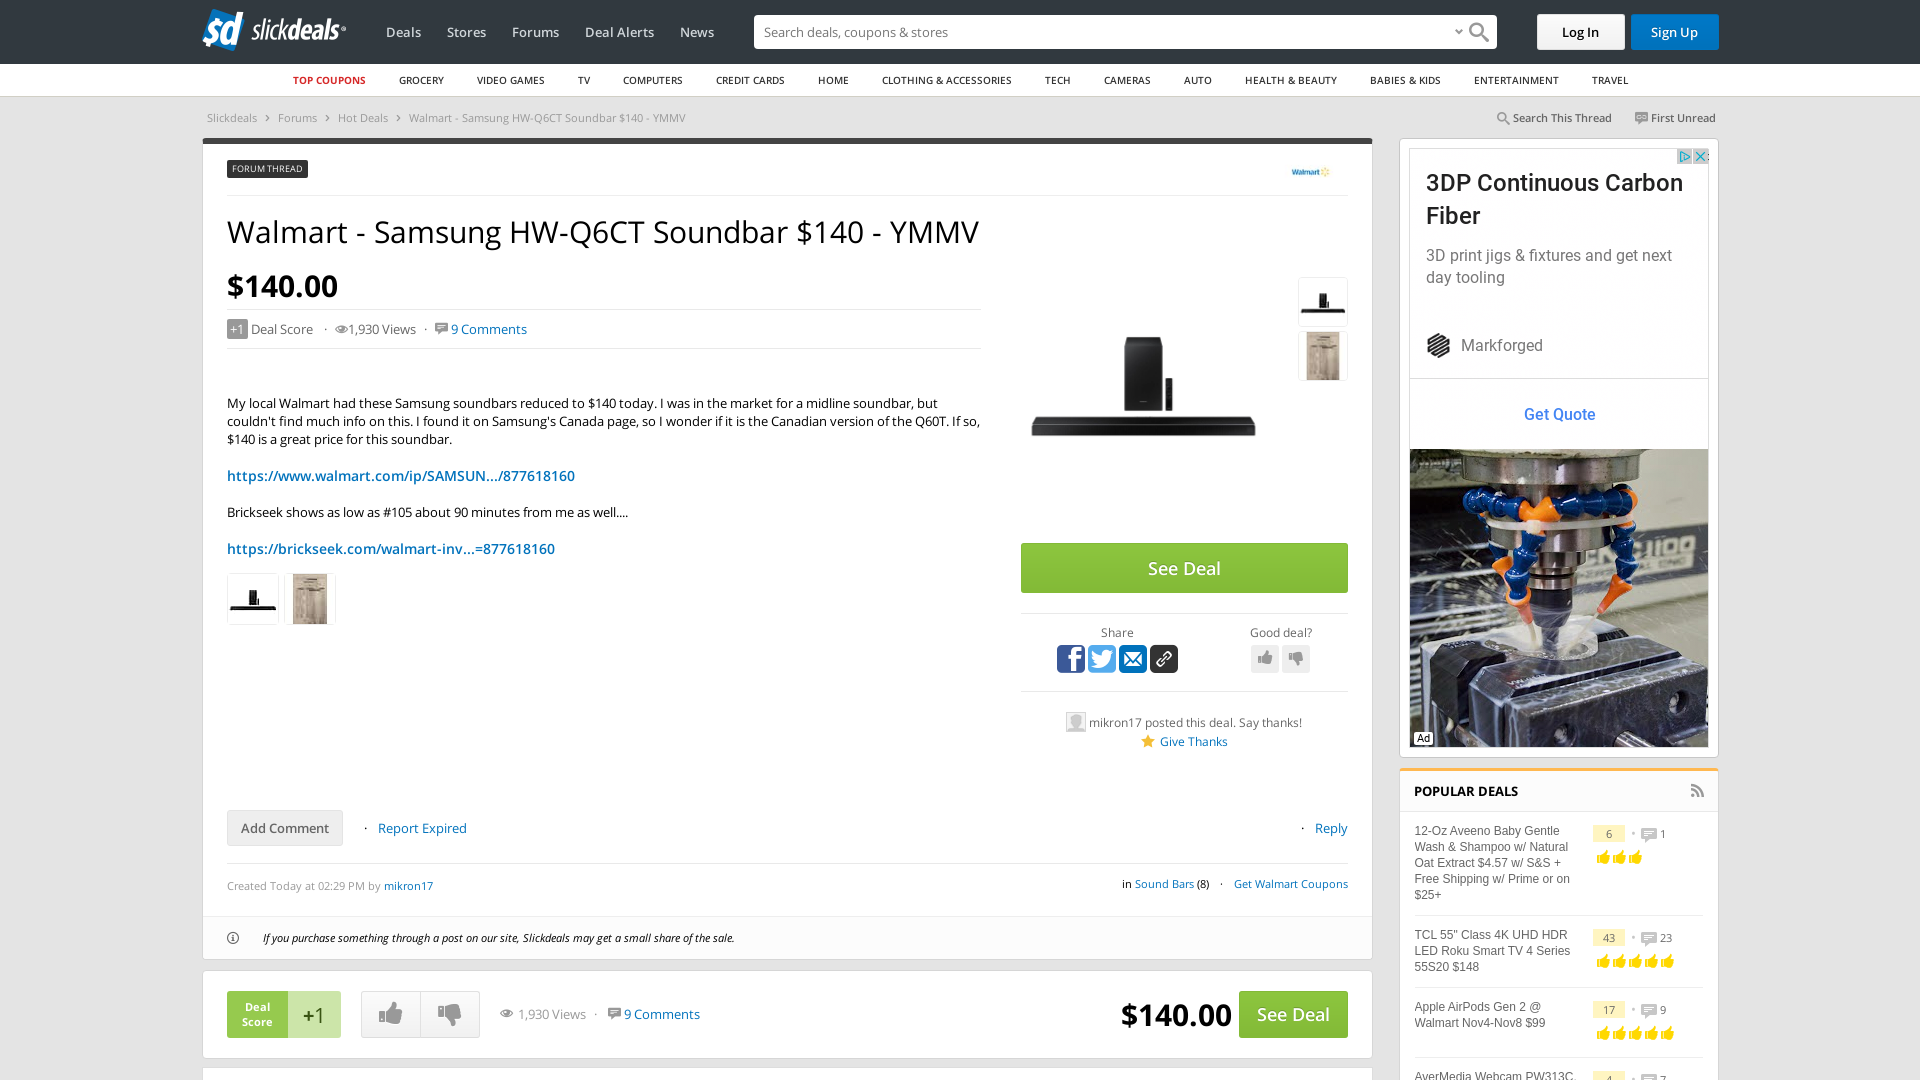 slickdeals
Deals
Stores
Forums
Deal Alerts
News
Search deals, coupons & stores
Log In
Sign Up
TOP COUPONS
GROCERY
VIDEO GAMES
TV
COMPUTERS
CREDIT CARDS
HOME
CLOTHING & ACCESSORIES
TECH
CAMERAS
AUTO
HEALTH & BEAUTY
BABIES & KIDS
ENTERTAINMENT
TRAVEL
Slickdeals > Forums > Hot Deals > Walmart - Samsung HW-Q6CT Soundbar $140 - YMMV
Search This Thread
First Unread
FORUM THREAD
Walmart
Walmart - Samsung HW-Q6CT Soundbar $140 - YMMV
$140.00
+1 Deal Score · 1,930 Views · 9 Comments
My local Walmart had these Samsung soundbars reduced to $140 today. I was in the market for a midline soundbar, but
couldn't find much info on this. I found it on Samsung's Canada page, so I wonder if it is the Canadian version of the Q60T. If so,
$140 is a great price for this soundbar.
https://www.walmart.com/ip/SAMSUN.../877618160
Brickseek shows as low as #105 about 90 minutes from me as well....
https://brickseek.com/walmart-inv...=877618160
See Deal
Share
Good deal?
mikron17 posted this deal. Say thanks!
Give Thanks
Add Comment
· Report Expired
· Reply
Created Today at 02:29 PM by mikron17
in Sound Bars (8) · Get Walmart Coupons
If you purchase something through a post on our site, Slickdeals may get a small share of the sale.
Deal
Score
+1
1,930 Views · 9 Comments
$140.00
See Deal
3DP Continuous Carbon
Fiber
3D print jigs & fixtures and get next
day tooling
Markforged
Get Quote
Ad
POPULAR DEALS
12-Oz Aveeno Baby Gentle
Wash & Shampoo w/ Natural
Oat Extract $4.57 w/ S&S +
Free Shipping w/ Prime or on
$25+
6 • 1
TCL 55" Class 4K UHD HDR
LED Roku Smart TV 4 Series
55S20 $148
43 • 23
Apple AirPods Gen 2 @
Walmart Nov4-Nov8 $99
17 • 9
AverMedia Webcam PW313C,
4 • 7